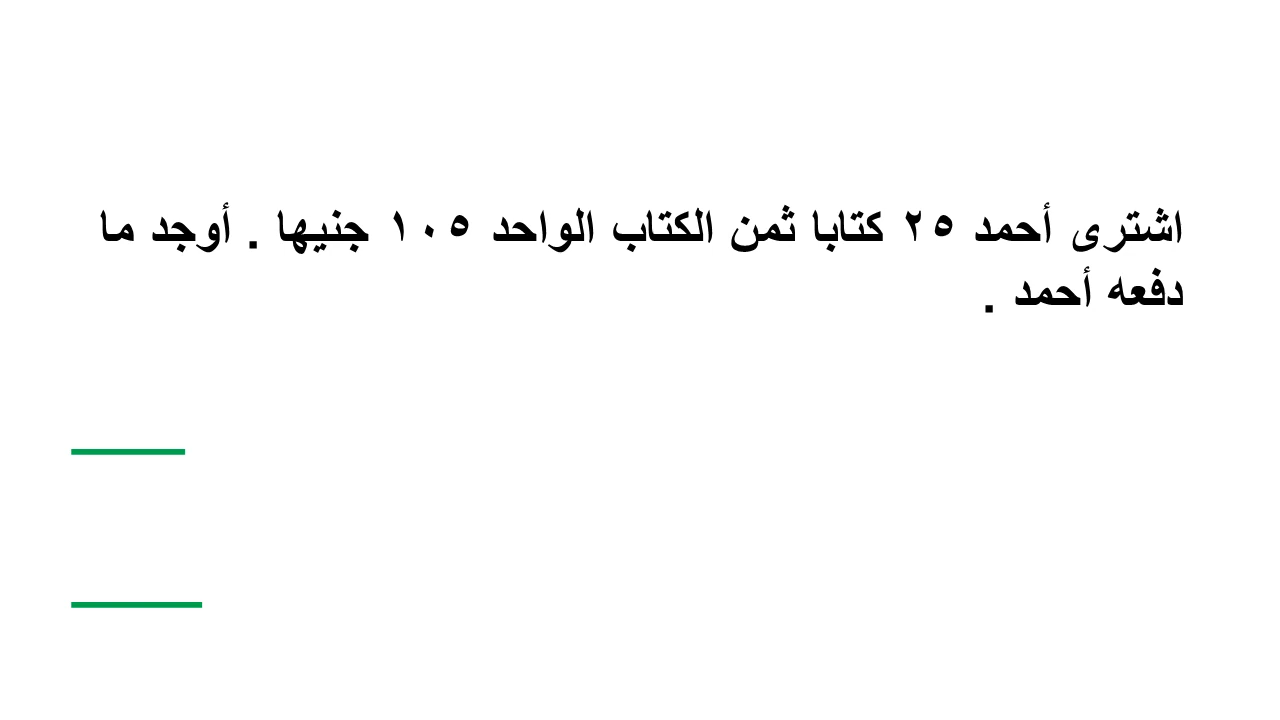 اشترى أحمد ٢٥ كتابا ثمن الكتاب الواحد ١٠٥ جنيها . أوجد ما
دفعه أحمد .